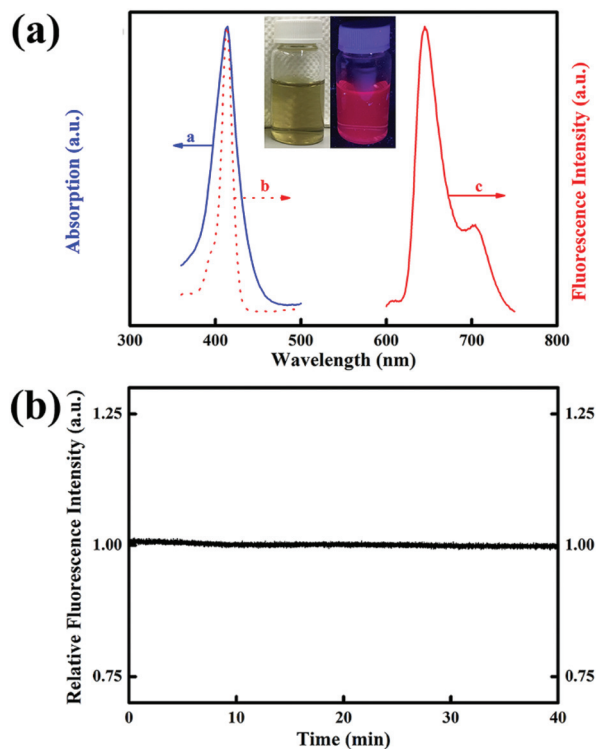 (a)
Absorption (a.u.)
a
b
c
Fluorescence Intensity (a.u.)
300 400 500 600 700 800
Wavelength (nm)
(b)
Relative Fluorescence Intensity (a.u.)
1.25 1.25
1.00 1.00
0.75 0.75
0 10 20 30 40
Time (min)